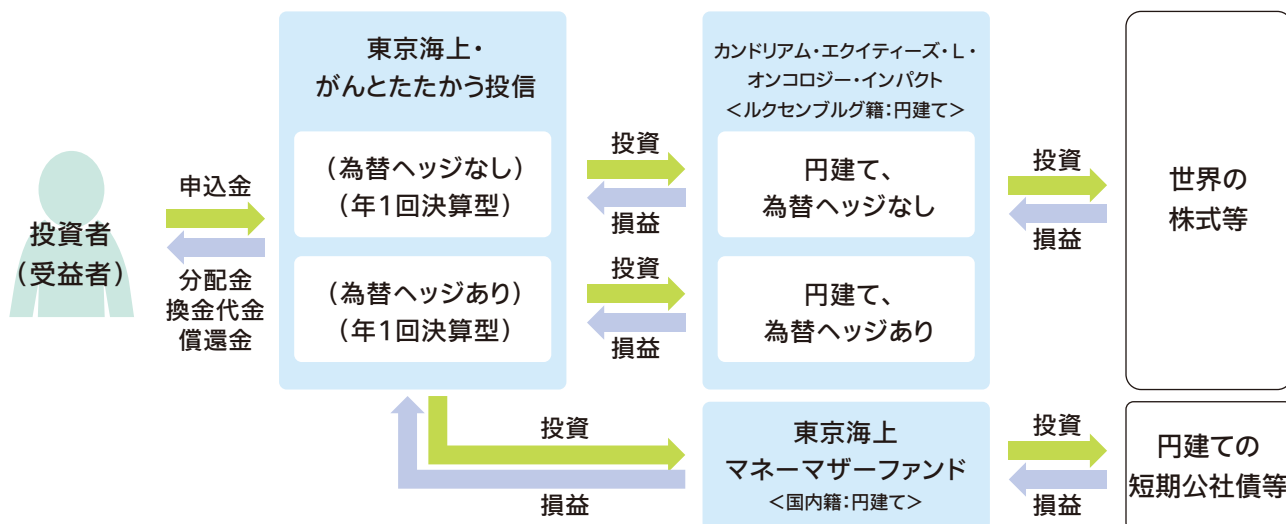 投資者
(受益者)
申込金
分配金
換金代金
償還金
東京海上・
がんとたたかう投信
(為替ヘッジなし)
(年1回決算型)
(為替ヘッジあり)
(年1回決算型)
投資
損益
投資
損益
カンドリアム・エクイティーズ・L・
オンコロジー・インパクト
<ルクセンブルグ籍:円建て>
円建て、
為替ヘッジなし
円建て、
為替ヘッジあり
投資
損益
世界の
株式等
投資
損益
東京海上
マネーマザーファンド
<国内籍:円建て>
投資
損益
円建ての
短期公社債等